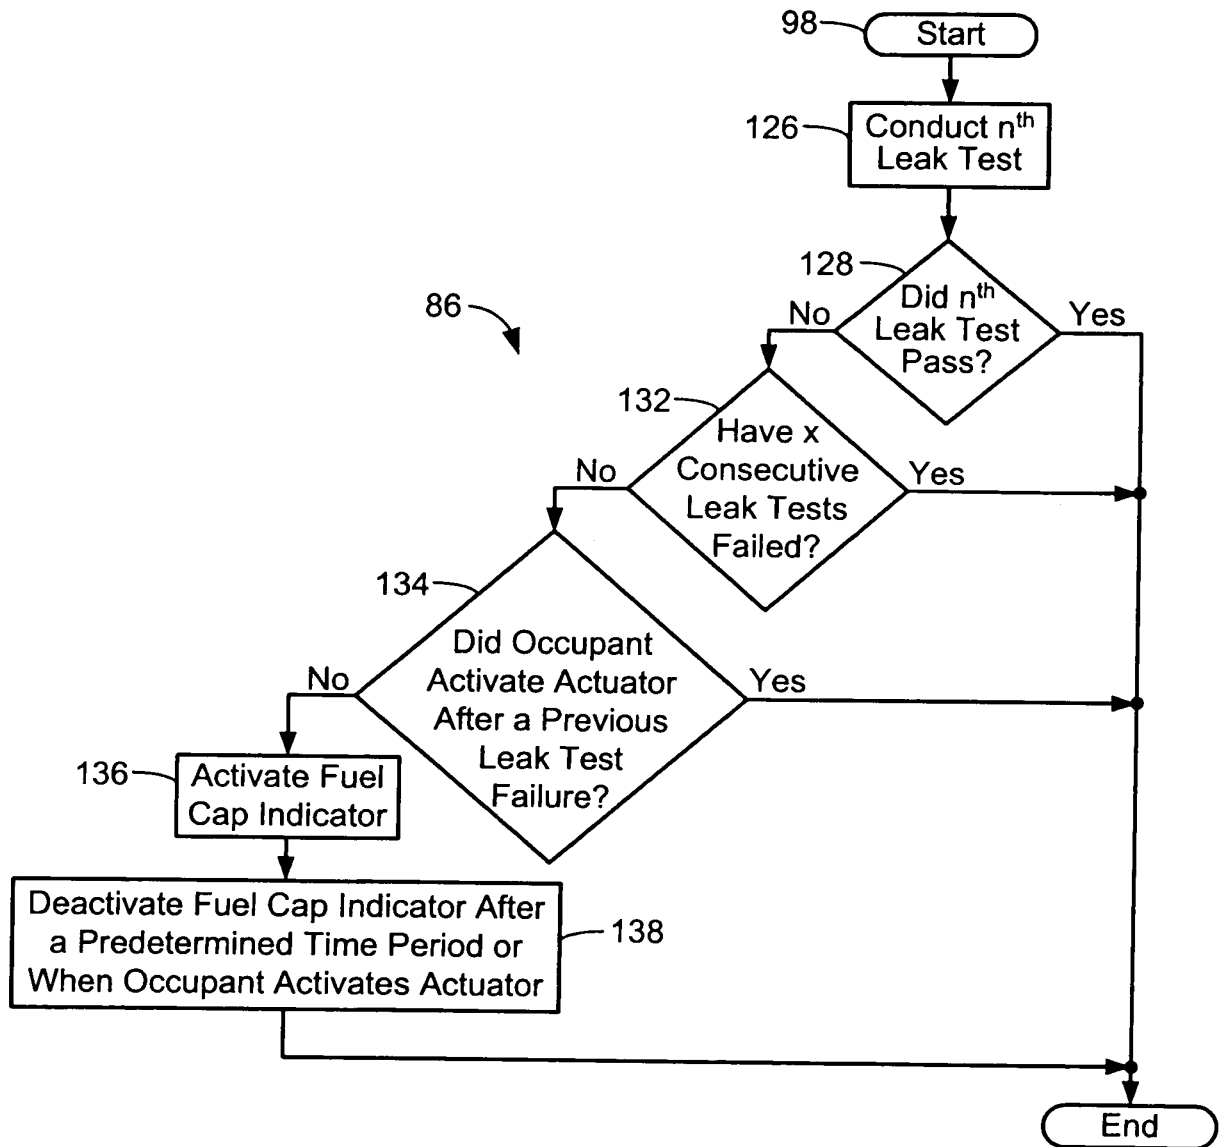 98
Start
126
Conduct nth
Leak Test
128
Did nth
Leak Test
Pass?
No
Yes
86
132
Have x
Consecutive
Leak Tests
Failed?
No
Yes
134
Did Occupant
Activate Actuator
After a Previous
Leak Test
Failure?
No
Yes
136
Activate Fuel
Cap Indicator
Deactivate Fuel Cap Indicator After
a Predetermined Time Period or
When Occupant Activates Actuator
138
End